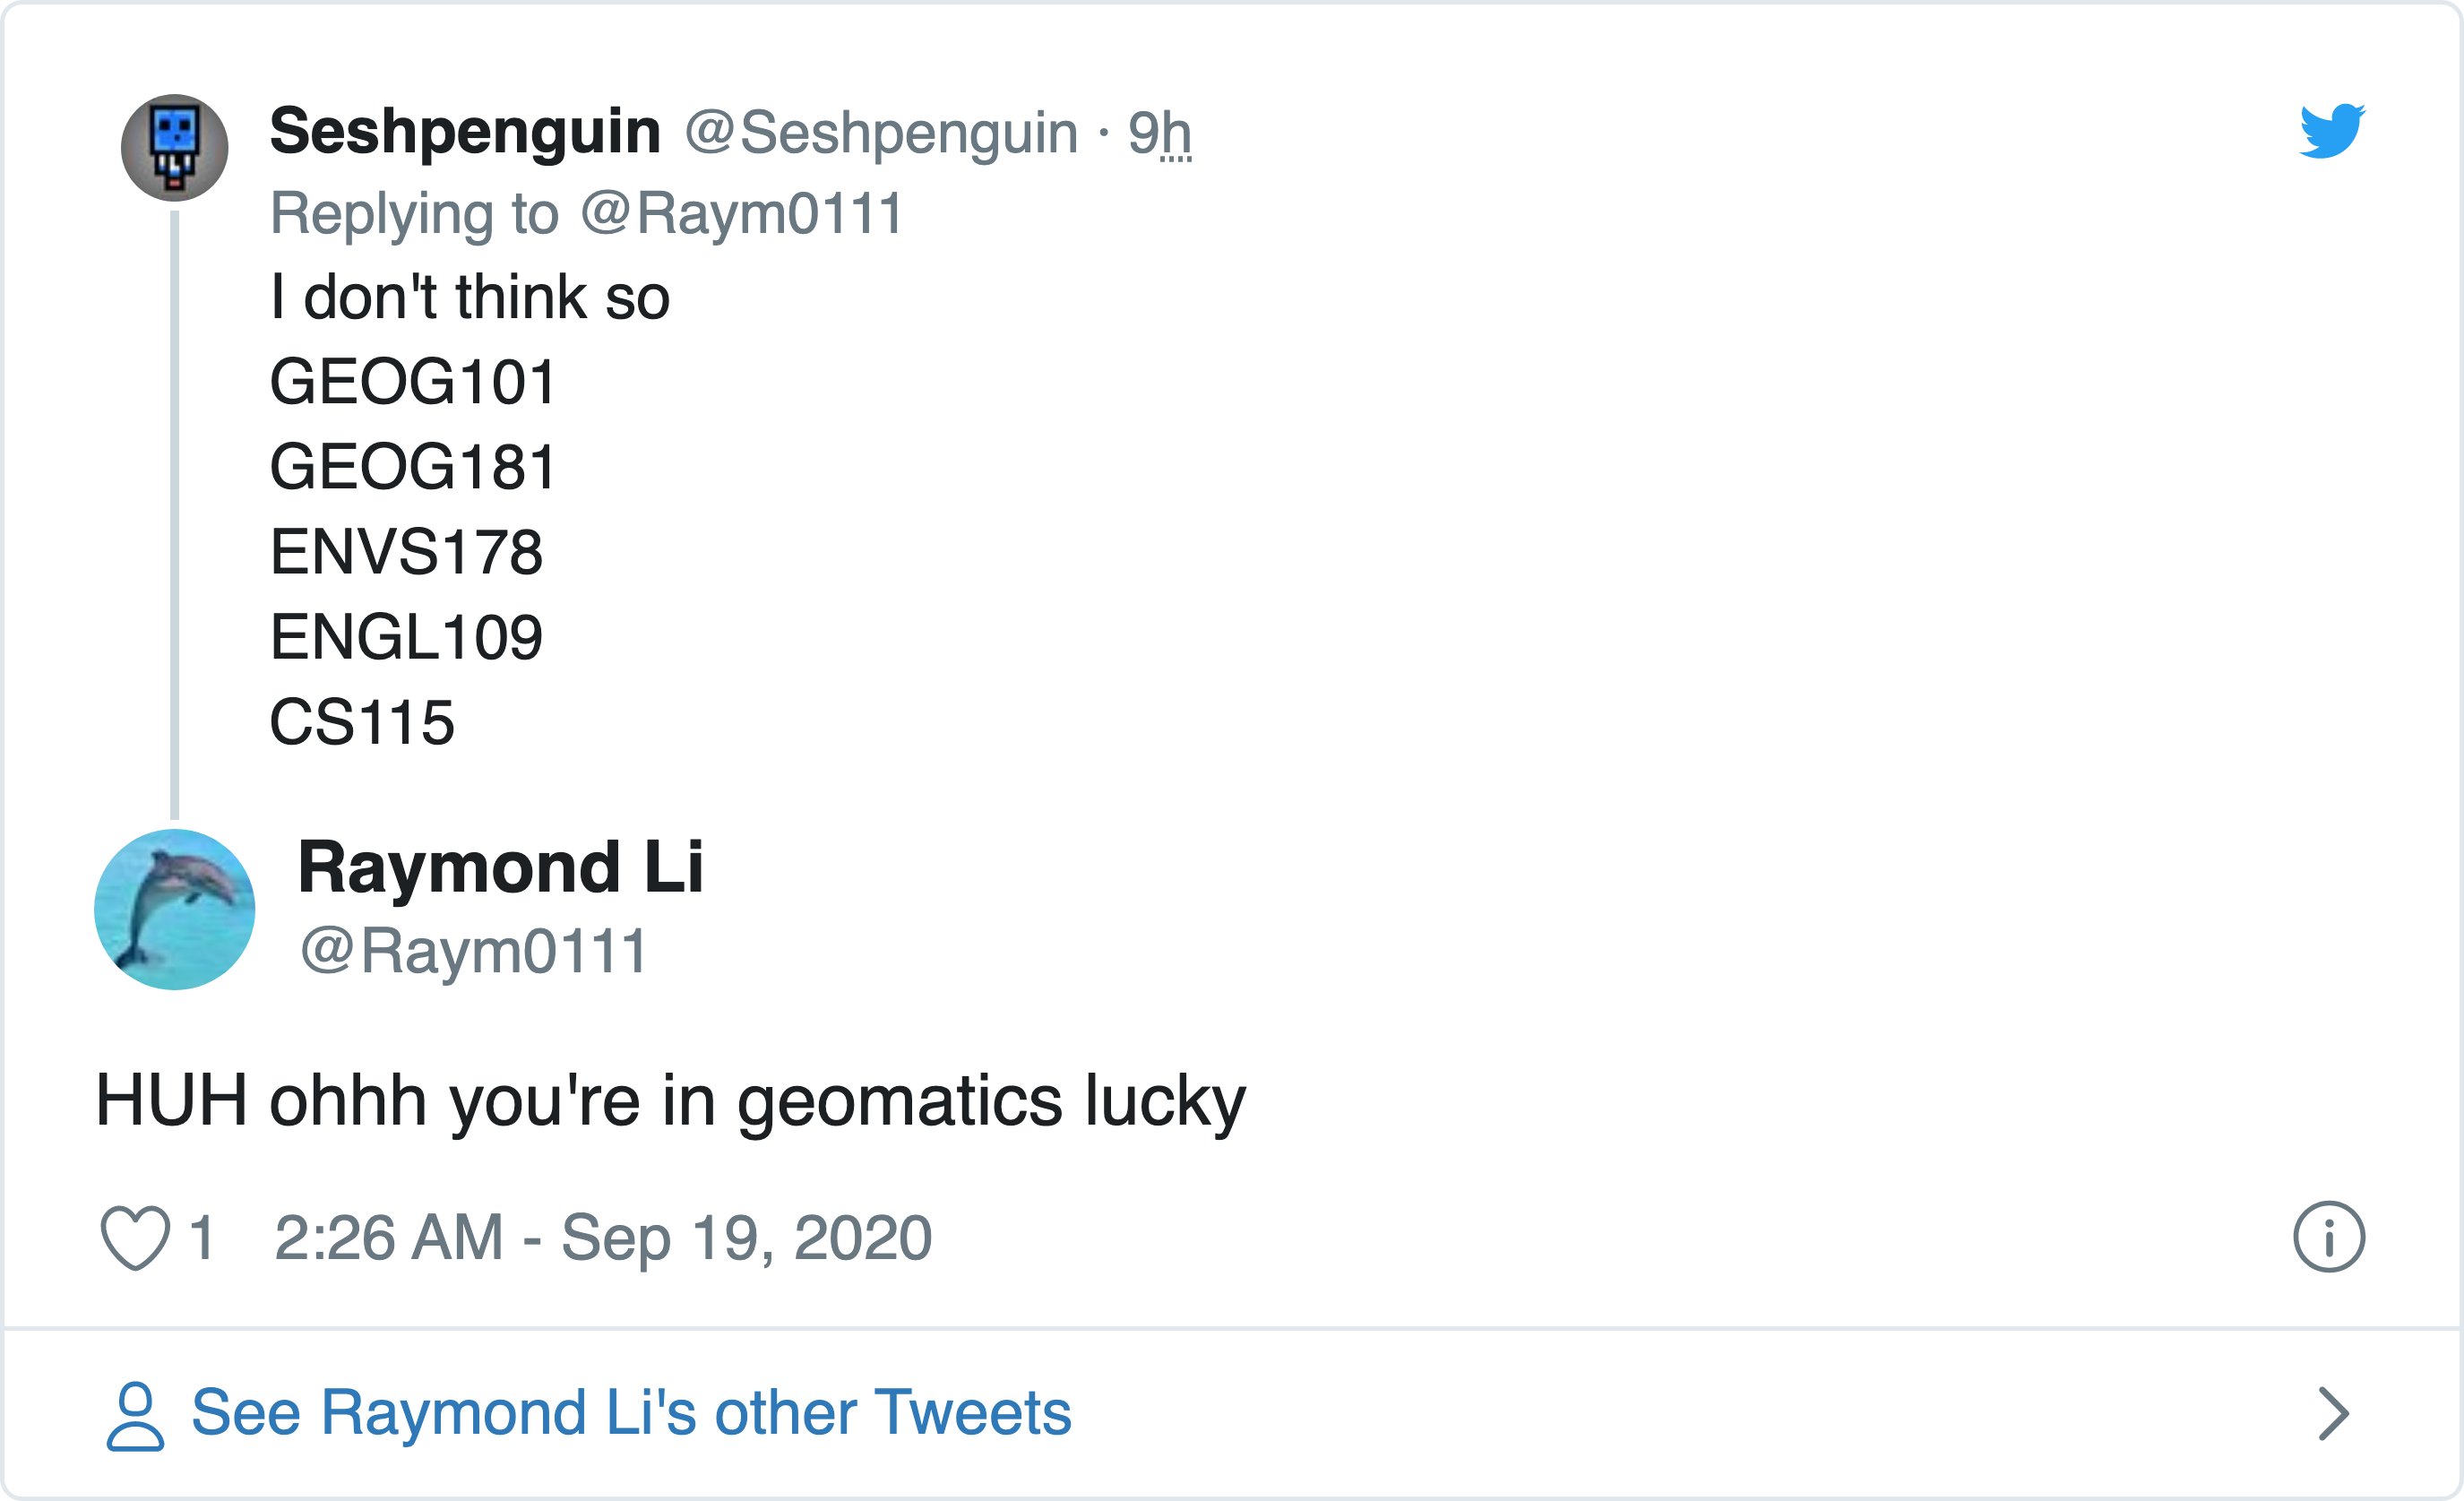 Seshpenguin @Seshpenguin · 9h
Replying to @Raym0111
I don't think so
GEOG101
GEOG181
ENVS178
ENGL109
CS115
Raymond Li
@Raym0111
HUH ohhh you're in geomatics lucky
1 2:26 AM - Sep 19, 2020
See Raymond Li's other Tweets